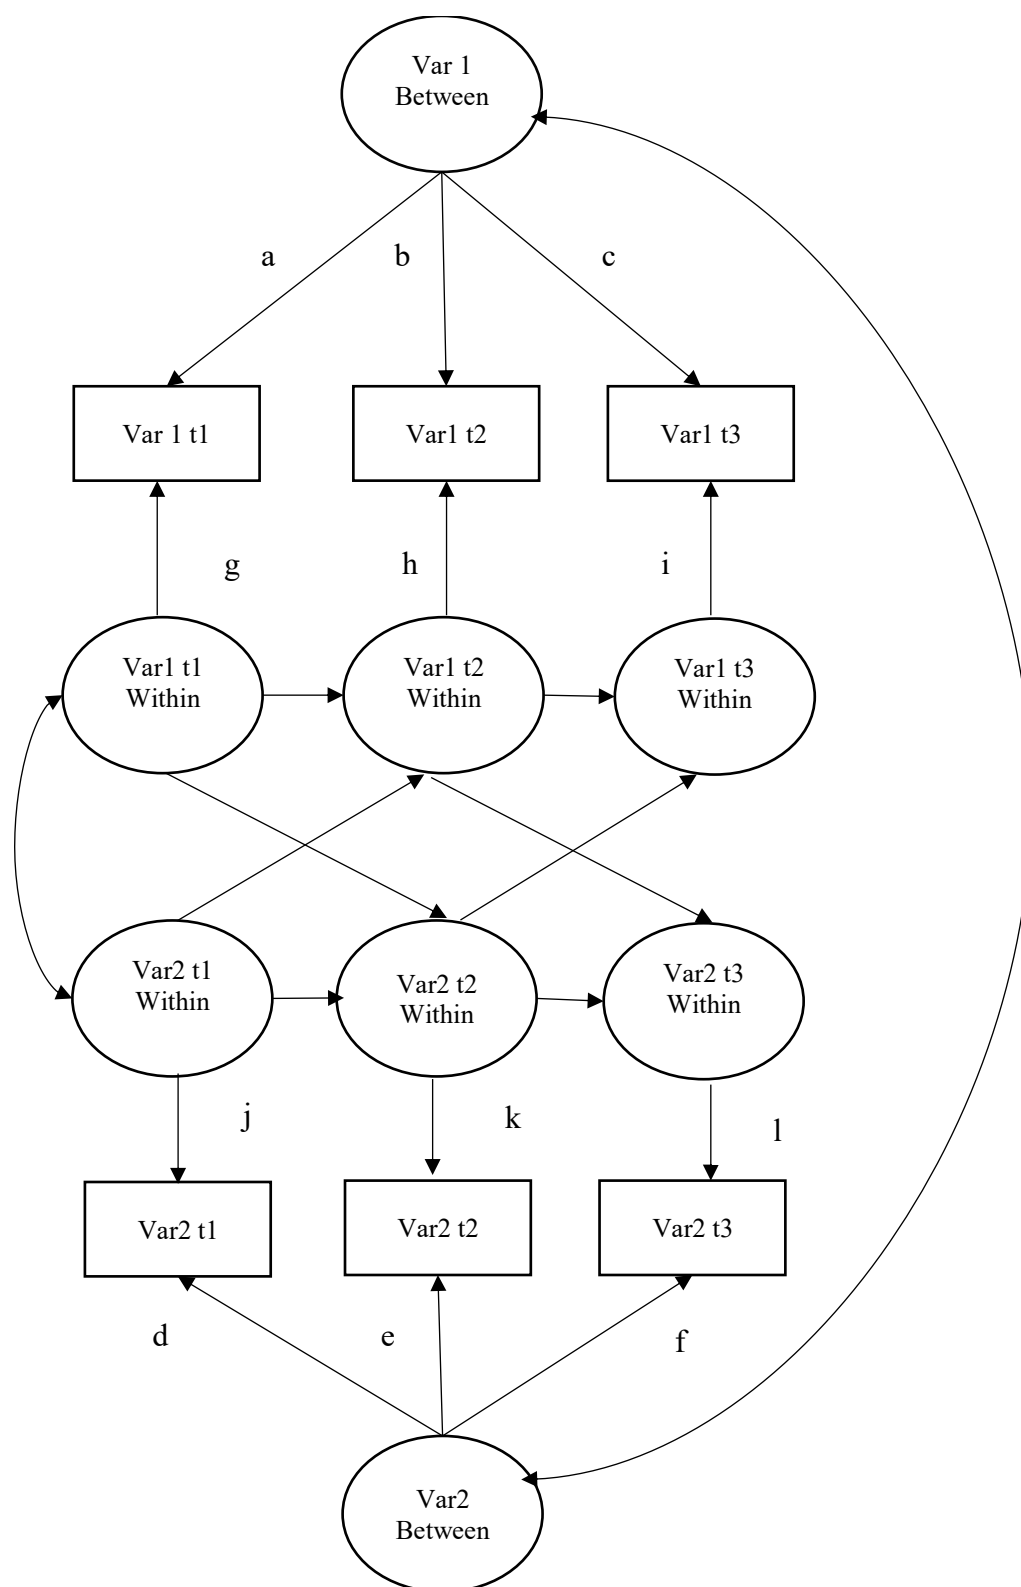 Var 1
Between
a
b
c
Var 1 t1
Var1 t2
Var1 t3
g
h
i
Var1 t1
Within
Var1 t2
Within
Var1 t3
Within
Var2 t1
Within
Var2 t2
Within
Var2 t3
Within
j
k
l
Var2 t1
Var2 t2
Var2 t3
d
e
f
Var2
Between